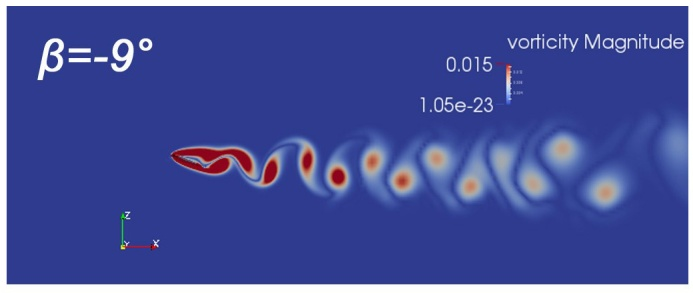 β=-9°
vorticity Magnitude
0.015
1.05e-23
Z
Y X